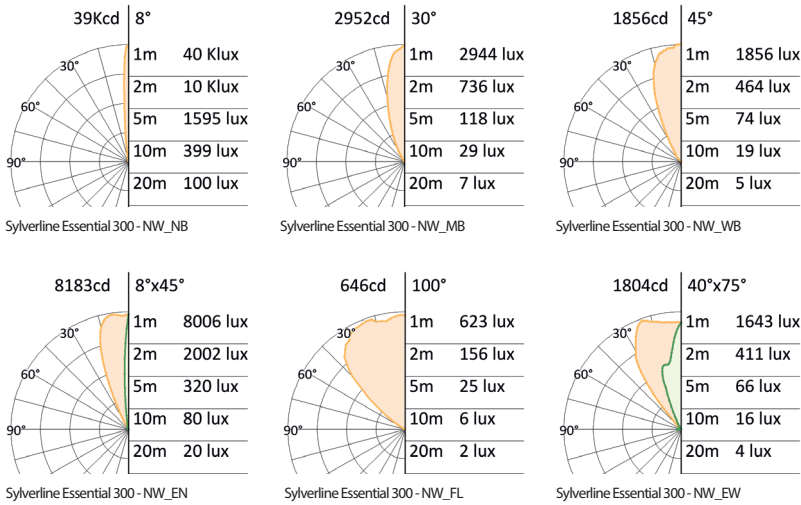 39Kcd 8°
30°
60°
90°
1m 40 Klux
2m 10 Klux
5m 1595 lux
10m 399 lux
20m 100 lux
Sylverline Essential 300 - NW_NB
2952cd 30°
30°
60°
90°
1m 2944 lux
2m 736 lux
5m 118 lux
10m 29 lux
20m 7 lux
Sylverline Essential 300 - NW_MB
1856cd 45°
30°
60°
90°
1m 1856 lux
2m 464 lux
5m 74 lux
10m 19 lux
20m 5 lux
Sylverline Essential 300 - NW_WB
8183cd 8°x45°
30°
60°
90°
1m 8006 lux
2m 2002 lux
5m 320 lux
10m 80 lux
20m 20 lux
Sylverline Essential 300 - NW_EN
646cd 100°
30°
60°
90°
1m 623 lux
2m 156 lux
5m 25 lux
10m 6 lux
20m 2 lux
Sylverline Essential 300 - NW_FL
1804cd 40°x75°
30°
60°
90°
1m 1643 lux
2m 411 lux
5m 66 lux
10m 16 lux
20m 4 lux
Sylverline Essential 300 - NW_EW